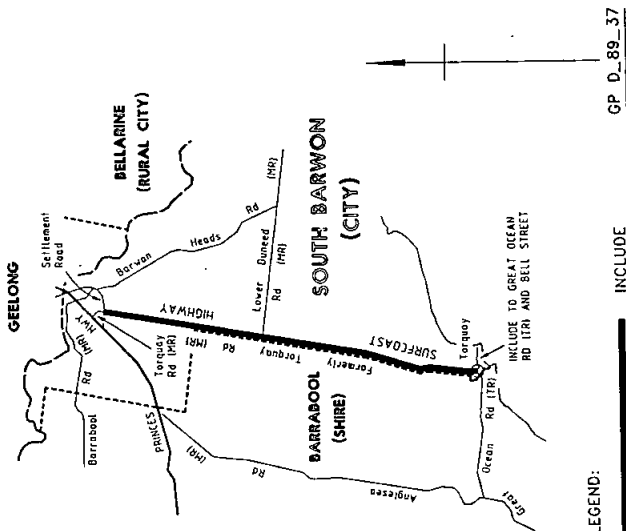 GEELONG
BELLARINE
(RURAL CITY)
Settlement
Road
Barwon
Heads
Rd
Barrabool
Rd
(MR)
HWY
PRINCES
Torquay
Rd (MR)
HIGHWAY
Lower
Duneed
Rd
(MR)
(MR)
SOUTH BARWON
(CITY)
(MR)
Rd
Torquay
Formerly
SURFCOAST
BARRABOOL
(SHIRE)
(MR)
Rd
Anglesea
Great
Ocean
Rd (TR)
Torquay
INCLUDE TO GREAT OCEAN
RD (TR) AND BELL STREET
LEGEND:
INCLUDE
GP D_89_37